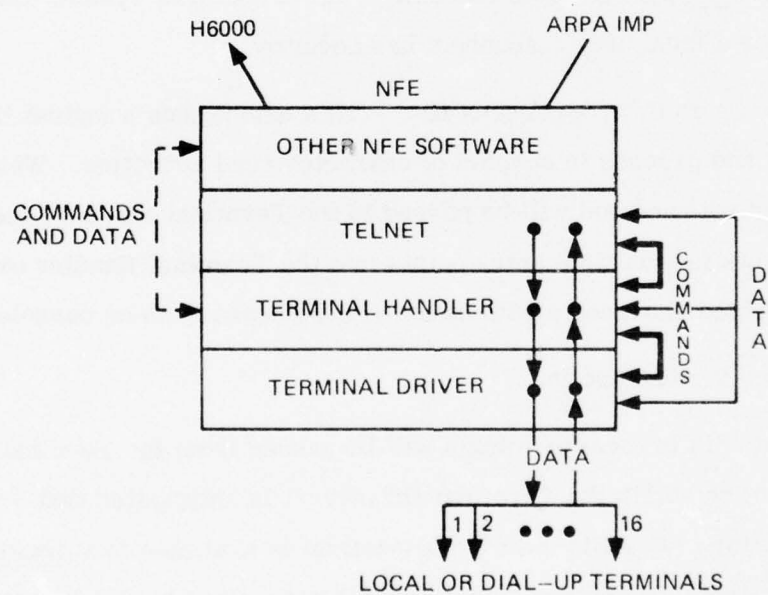 H6000
ARPA IMP
NFE
OTHER NFE SOFTWARE
COMMANDS
AND DATA
TELNET
TERMINAL HANDLER
TERMINAL DRIVER
COMMANDS
DATA
DATA
1 2 ••• 16
LOCAL OR DIAL–UP TERMINALS